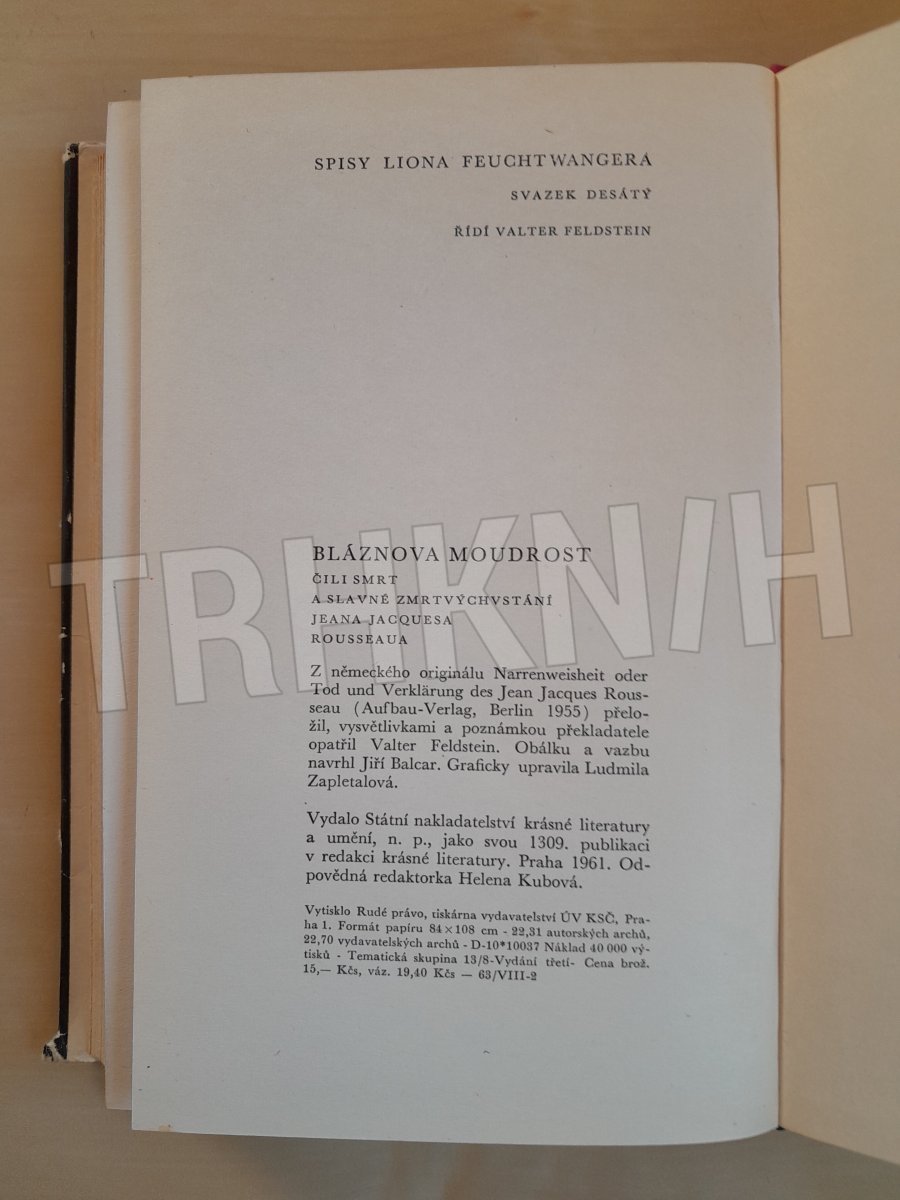 SPISY LIONA FEUCHTWANGERA
SVAZEK DESÁTÝ
ŘÍDÍ VALTER FELDSTEIN
TRHKNIH
BLÁZNOVA MOUDROST
ČILI SMRT
A SLAVNÉ ZMRTVÝCHVSTÁNÍ
JEANA JACQUESA
ROUSSEAUA
Z německého originálu Narrenweisheit oder
Tod und Verklärung des Jean Jacques Rous-
seau (Aufbau-Verlag, Berlin 1955) přelo-
žil, vysvětlivkami a poznámkou překladatele
opatřil Valter Feldstein. Obálku a vazbu
navrhl Jiří Balcar. Graficky upravila Ludmila
Zapletalová.
Vydalo Státní nakladatelství krásné literatury
a umění, n. p., jako svou 1309. publikaci
v redakci krásné literatury. Praha 1961. Od-
povědná redaktorka Helena Kubová.
Vytisklo Rudé právo, tiskárna vydavatelství ÚV KSČ, Pra-
ha 1. Formát papíru 84×108 cm - 22,31 autorských archů,
22,70 vydavatelských archů - D-10*10037 Náklad 40 000 vý-
tisků - Tematická skupina 13/8-Vydání třetí- Cena brož.
15,— Kčs, váz. 19,40 Kčs — 63/VIII-2